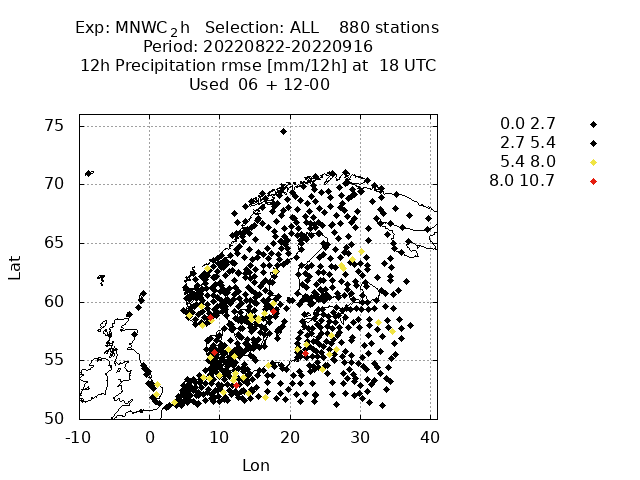 Exp: MNWC_2h   Selection: ALL    880 stations
Period: 20220822-20220916
12h Precipitation rmse [mm/12h] at  18 UTC
Used  06 + 12-00
0.0 2.7
2.7 5.4
5.4 8.0
8.0 10.7
75
70
65
60
55
50
Lat
-10 0 10 20 30 40
Lon